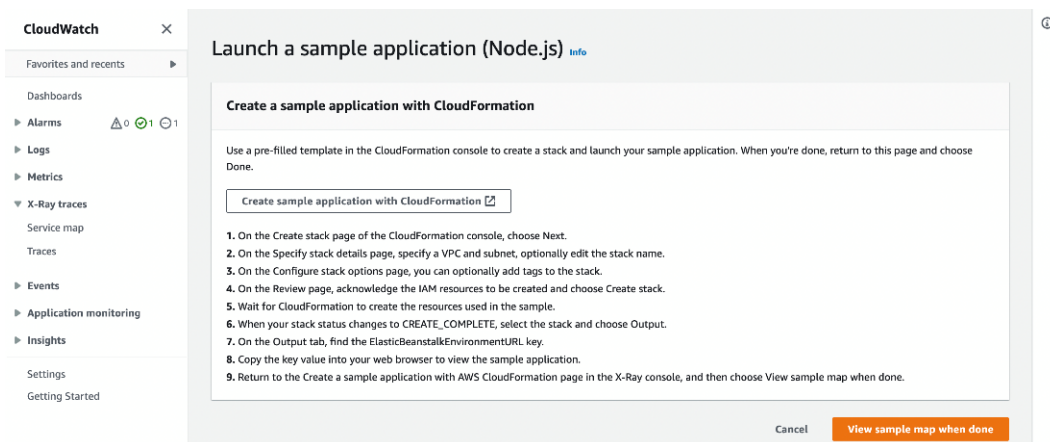 CloudWatch
Favorites and recents
Dashboards
Alarms 0 1 1
Logs
Metrics
X-Ray traces
Service map
Traces
Events
Application monitoring
Insights
Settings
Getting Started
Launch a sample application (Node.js) Info
Create a sample application with CloudFormation
Use a pre-filled template in the CloudFormation console to create a stack and launch your sample application. When you're done, return to this page and choose
Done.
Create sample application with CloudFormation
1. On the Create stack page of the CloudFormation console, choose Next.
2. On the Specify stack details page, specify a VPC and subnet, optionally edit the stack name.
3. On the Configure stack options page, you can optionally add tags to the stack.
4. On the Review page, acknowledge the IAM resources to be created and choose Create stack.
5. Wait for CloudFormation to create the resources used in the sample.
6. When your stack status changes to CREATE_COMPLETE, select the stack and choose Output.
7. On the Output tab, find the ElasticBeanstalkEnvironmentURL key.
8. Copy the key value into your web browser to view the sample application.
9. Return to the Create a sample application with AWS CloudFormation page in the X-Ray console, and then choose View sample map when done.
Cancel View sample map when done